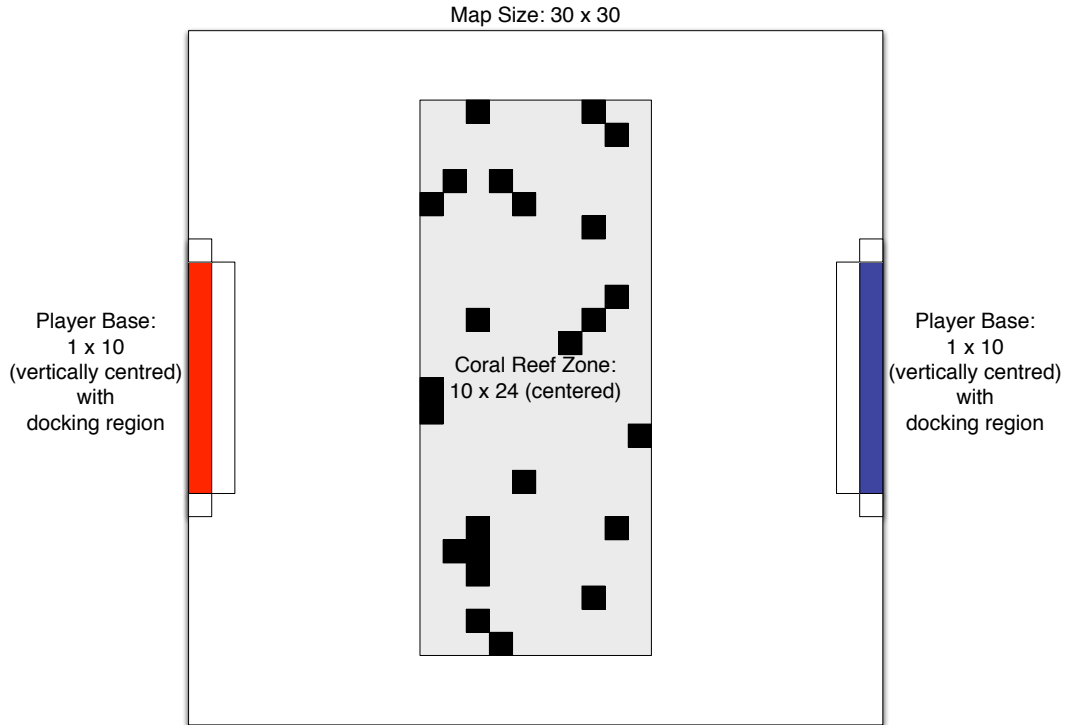 Map Size: 30 x 30
Player Base:
1 x 10
(vertically centred)
with
docking region
Coral Reef Zone:
10 x 24 (centered)
Player Base:
1 x 10
(vertically centred)
with
docking region